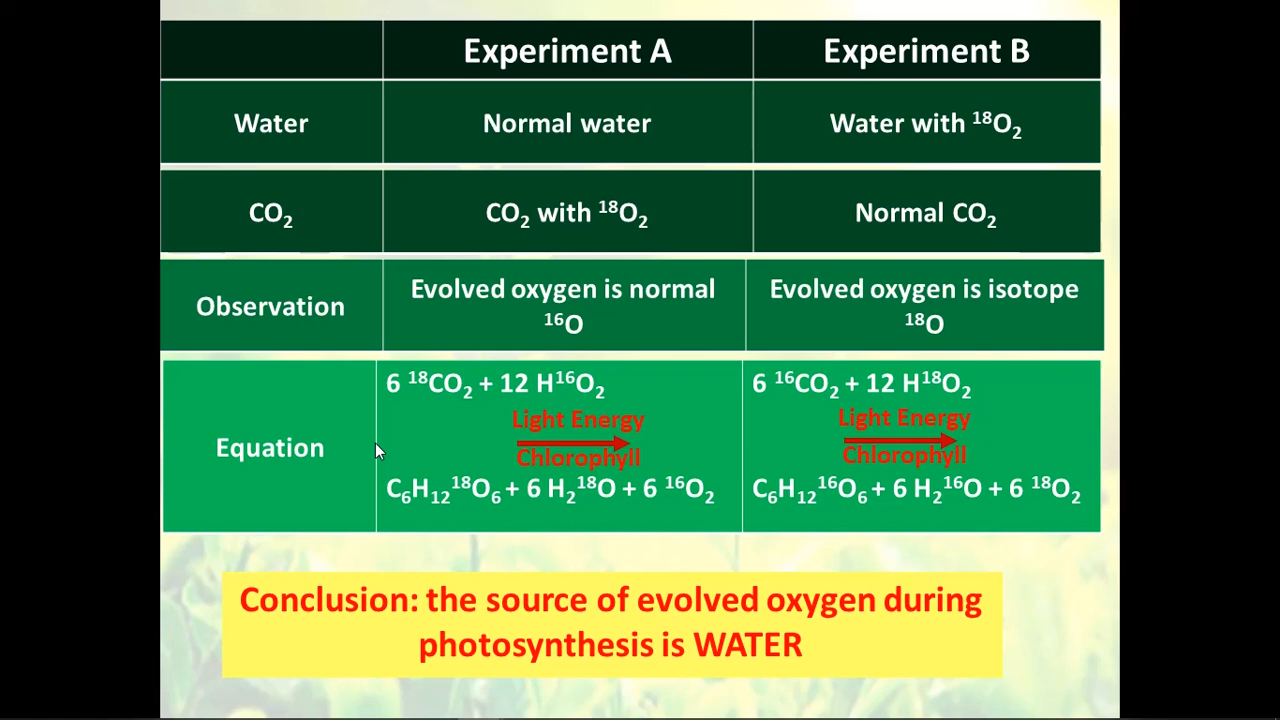 Experiment A Experiment B
Water Normal water Water with ¹⁸O₂
CO₂ CO₂ with ¹⁸O₂ Normal CO₂
Observation Evolved oxygen is normal Evolved oxygen is isotope
¹⁶O ¹⁸O
Equation
6 ¹⁸CO₂ + 12 H¹⁶O₂
Light Energy
Chlorophyll
C₆H₁₂¹⁸O₆ + 6 H₂¹⁸O + 6 ¹⁶O₂
6 ¹⁶CO₂ + 12 H¹⁸O₂
Light Energy
Chlorophyll
C₆H₁₂¹⁶O₆ + 6 H₂¹⁶O + 6 ¹⁸O₂
Conclusion: the source of evolved oxygen during
photosynthesis is WATER